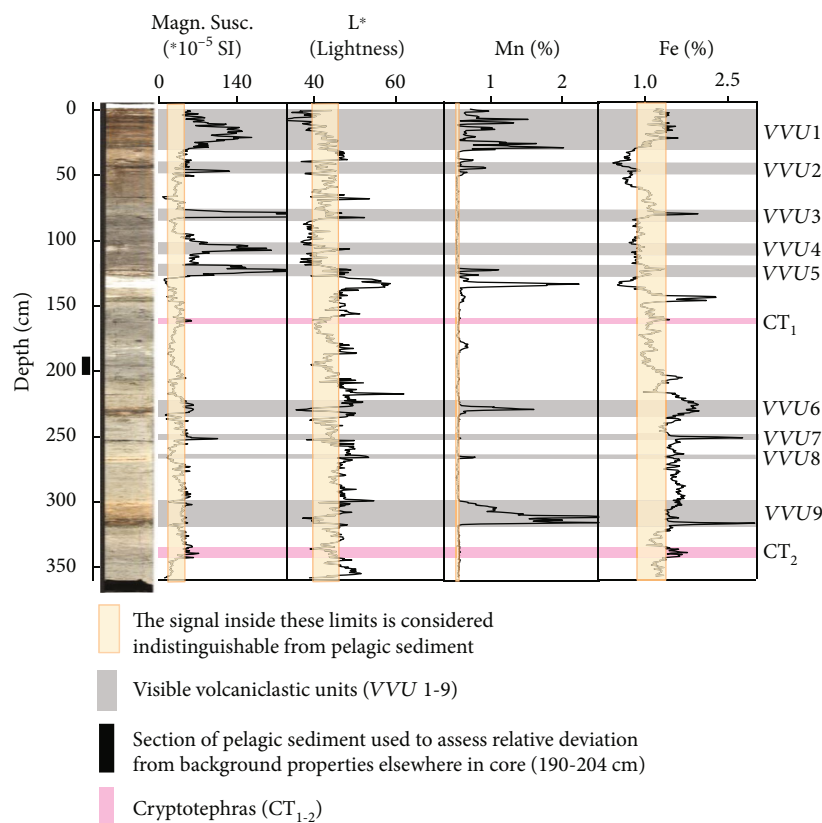 Magn. Susc.
(*10⁻⁵ SI)
L*
(Lightness)
Mn (%)
Fe (%)
0 140 40 60 1 2 1.0 2.5
0
50
100
150
200
250
300
350
Depth (cm)
VVU1
VVU2
VVU3
VVU4
VVU5
CT₁
VVU6
VVU7
VVU8
VVU9
CT₂
The signal inside these limits is considered
indistinguishable from pelagic sediment
Visible volcaniclastic units (VVU 1-9)
Section of pelagic sediment used to assess relative deviation
from background properties elsewhere in core (190-204 cm)
Cryptotephras (CT₁₋₂)